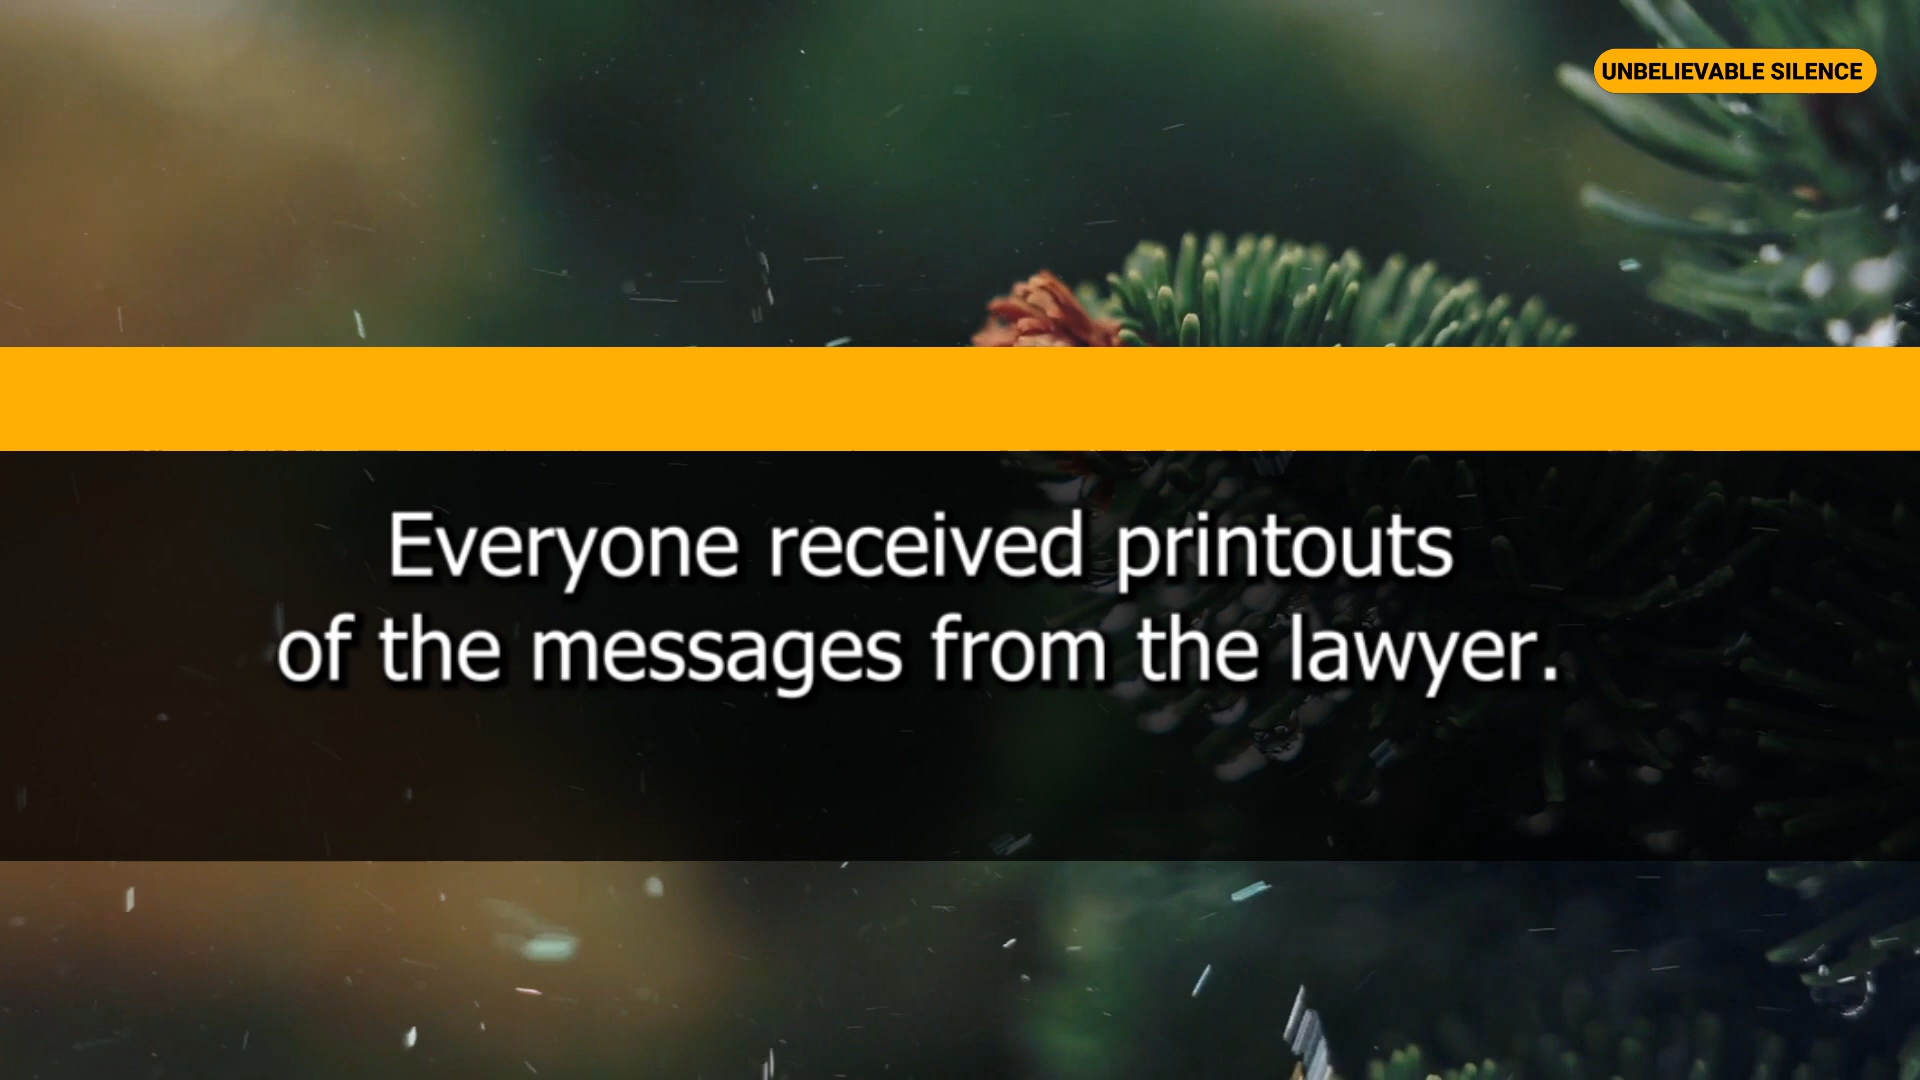 UNBELIEVABLE SILENCE
Everyone received printouts
of the messages from the lawyer.